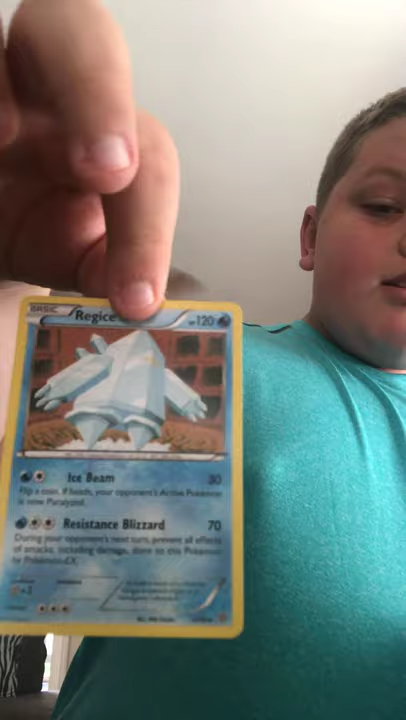 BASIC Regice HP120
Ice Beam 30
Flip a coin. If heads, your opponent's Active Pokémon
is now Paralyzed.
Resistance Blizzard 70
During your opponent's next turn, prevent all effects
of attacks, including damage, done to this Pokémon
by Pokémon-EX.
×2